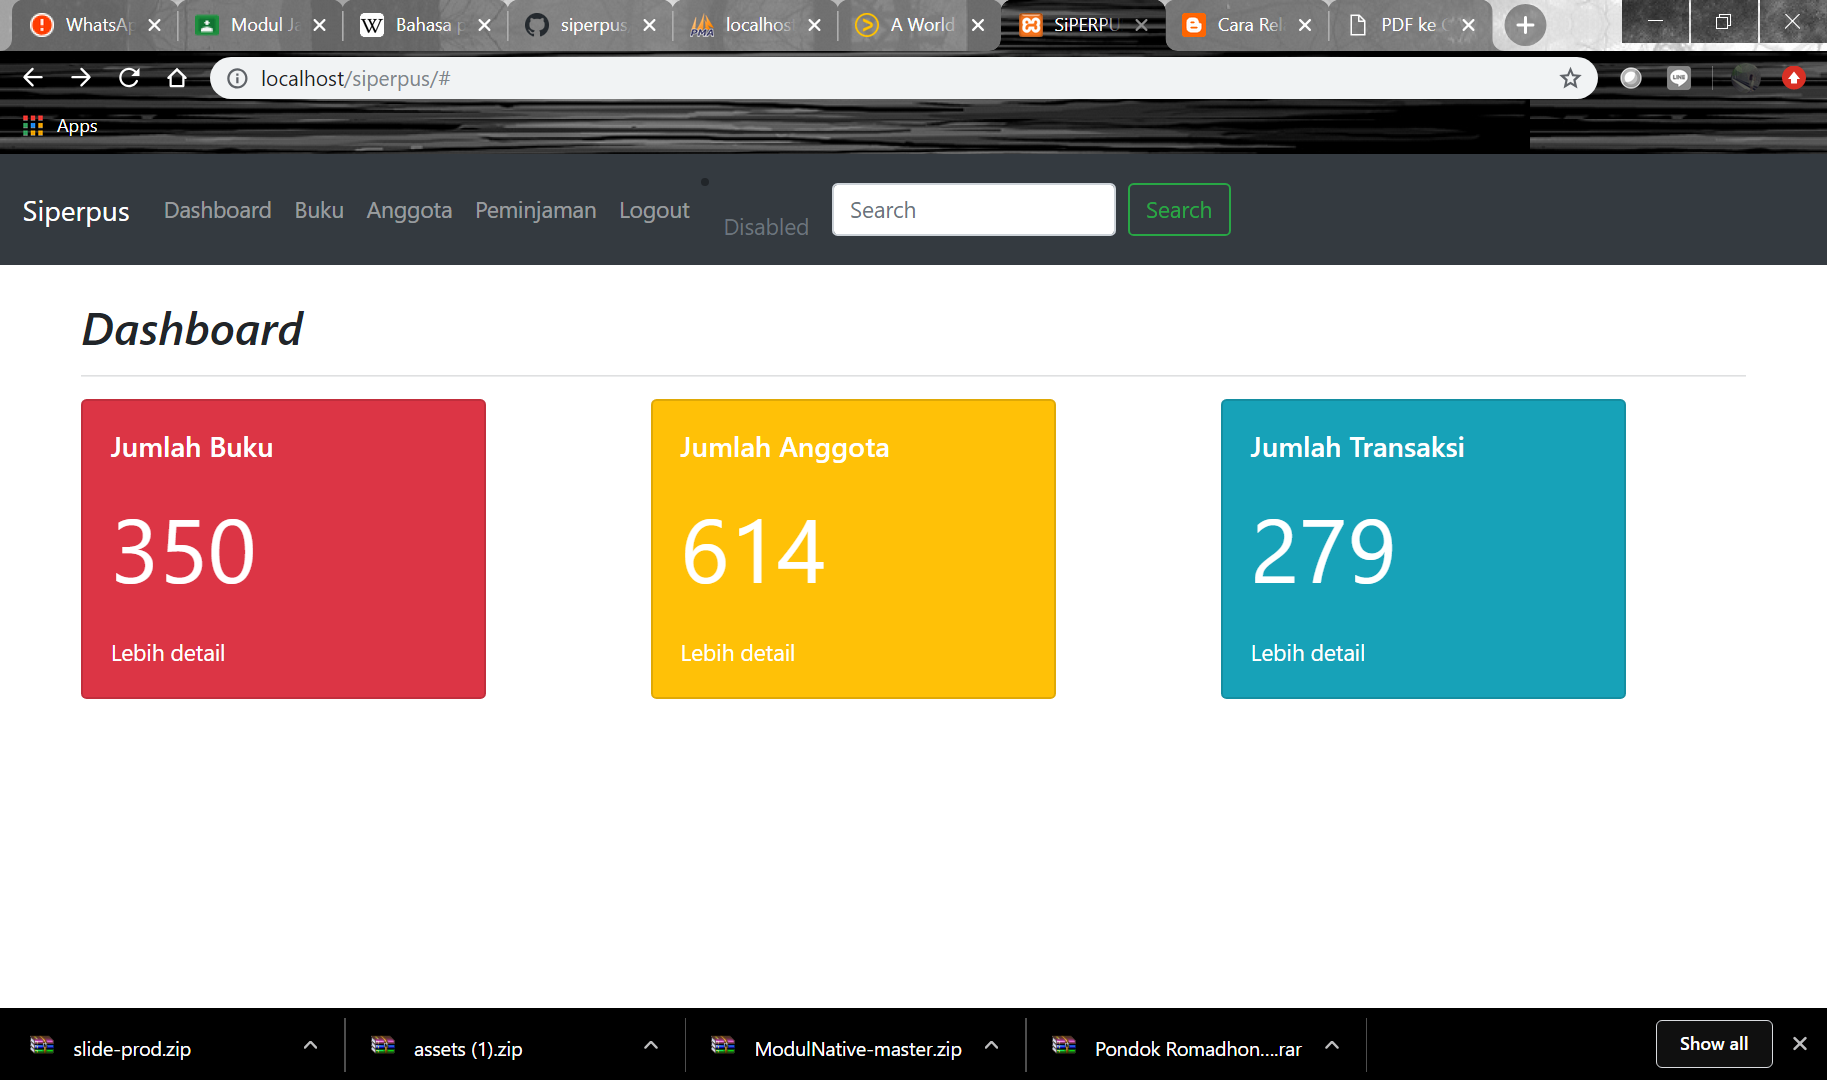 WhatsAp
Modul Ja
Bahasa p
siperpus
localhos
A World
SiPERPU
Cara Rel
PDF ke
localhost/siperpus/#
Apps
Siperpus Dashboard Buku Anggota Peminjaman Logout Disabled Search Search
Dashboard
Jumlah Buku
350
Lebih detail
Jumlah Anggota
614
Lebih detail
Jumlah Transaksi
279
Lebih detail
slide-prod.zip
assets (1).zip
ModulNative-master.zip
Pondok Romadhon....rar
Show all